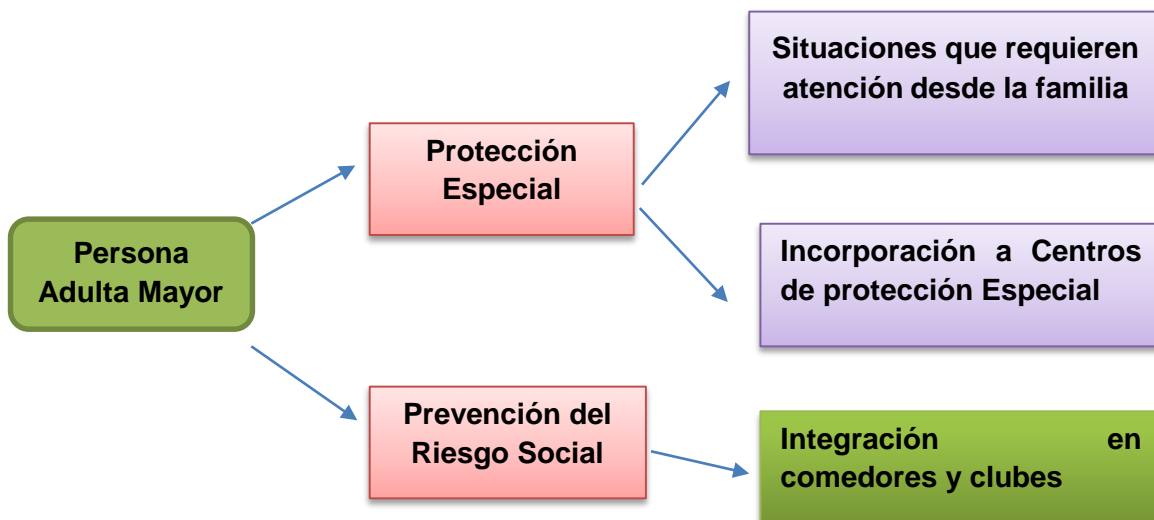 Persona
Adulta Mayor
Protección
Especial
Situaciones que requieren
atención desde la familia
Incorporación a Centros
de protección Especial
Prevención del
Riesgo Social
Integración en
comedores y clubes